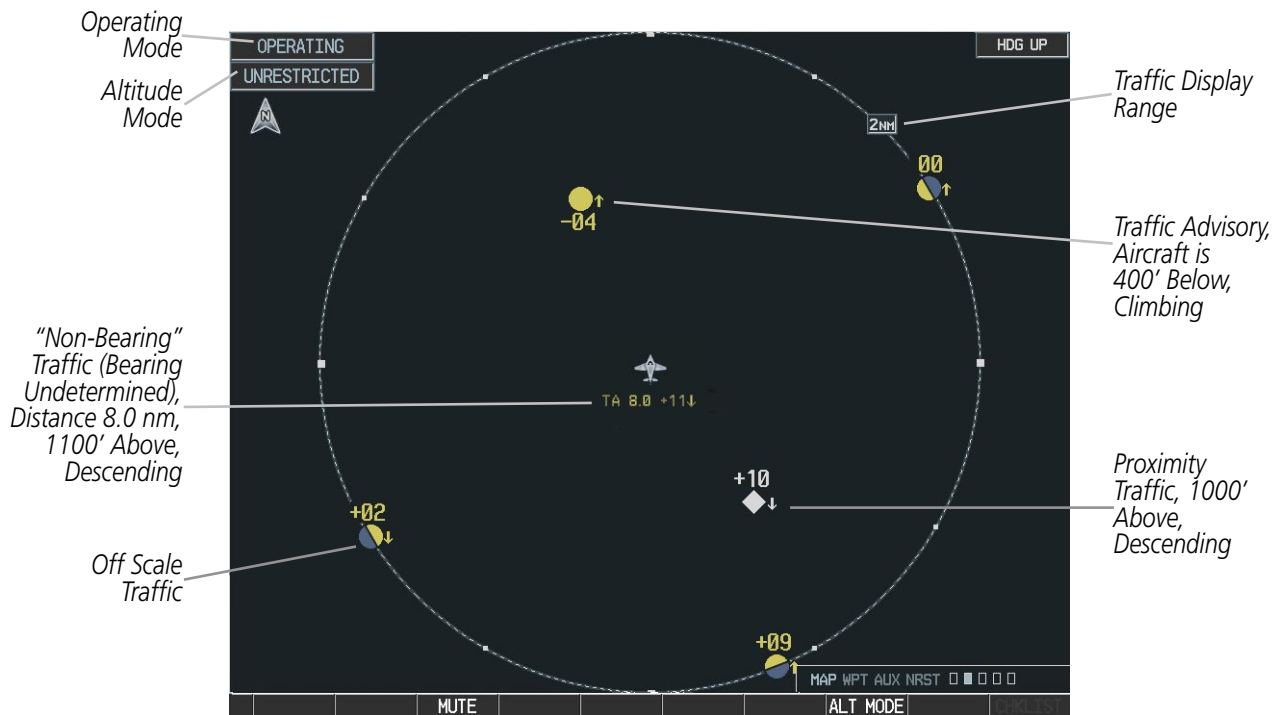 Operating
Mode
Altitude
Mode
"Non-Bearing"
Traffic (Bearing
Undetermined),
Distance 8.0 nm,
1100' Above,
Descending
Off Scale
Traffic
OPERATING
UNRESTRICTED
N
HDG UP
2NM
00
↑
↑
-04
TA 8.0 +11↓
+10
↓
+02
↓
+09
↑
MAP WPT AUX NRST
MUTE
ALT MODE
CHKLIST
Traffic Display
Range
Traffic Advisory,
Aircraft is
400' Below,
Climbing
Proximity
Traffic, 1000'
Above,
Descending